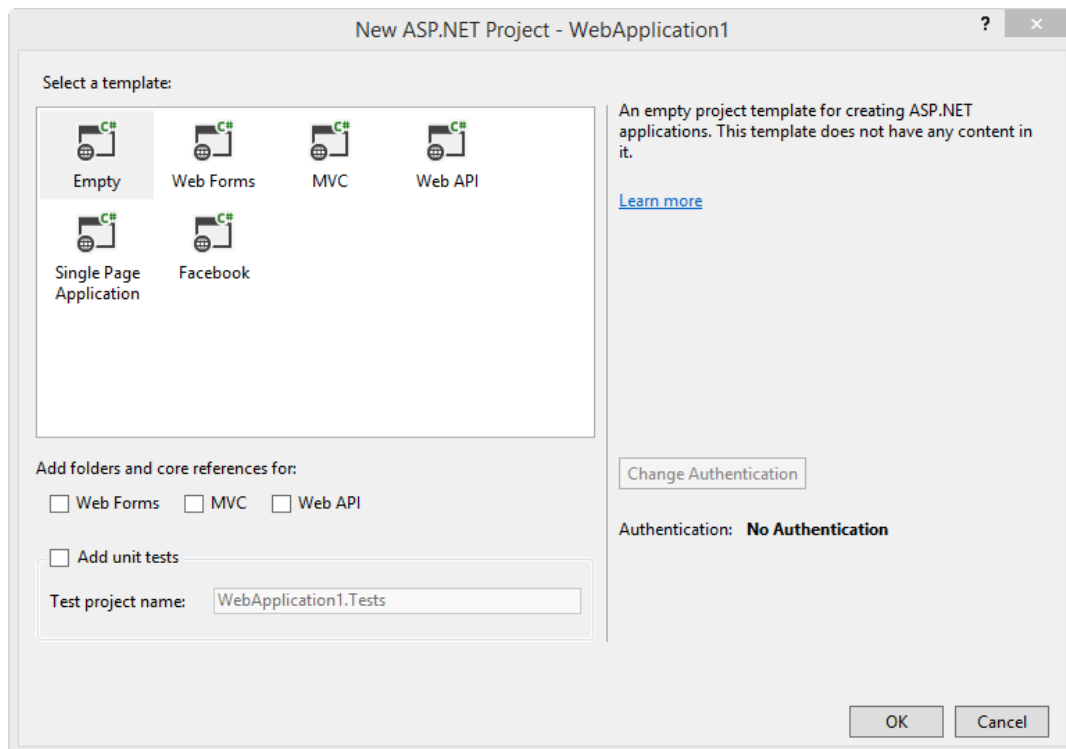 New ASP.NET Project - WebApplication1
?
Select a template:
C# C# C# C#
Empty Web Forms MVC Web API
C# C#
Single Page Facebook
Application
An empty project template for creating ASP.NET
applications. This template does not have any content in
it.
Learn more
Add folders and core references for:
Web Forms MVC Web API
Add unit tests
Test project name: WebApplication1.Tests
Change Authentication
Authentication: No Authentication
OK Cancel